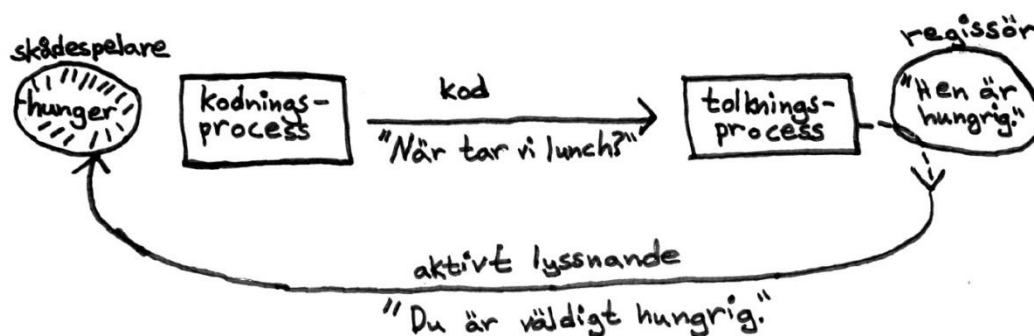 skådespelare
hunger
kodnings-
process
kod
"När tar vi lunch?"
tolknings-
process
regissör
"Hen är
hungrig."
aktivt lyssnande
"Du är väldigt hungrig."